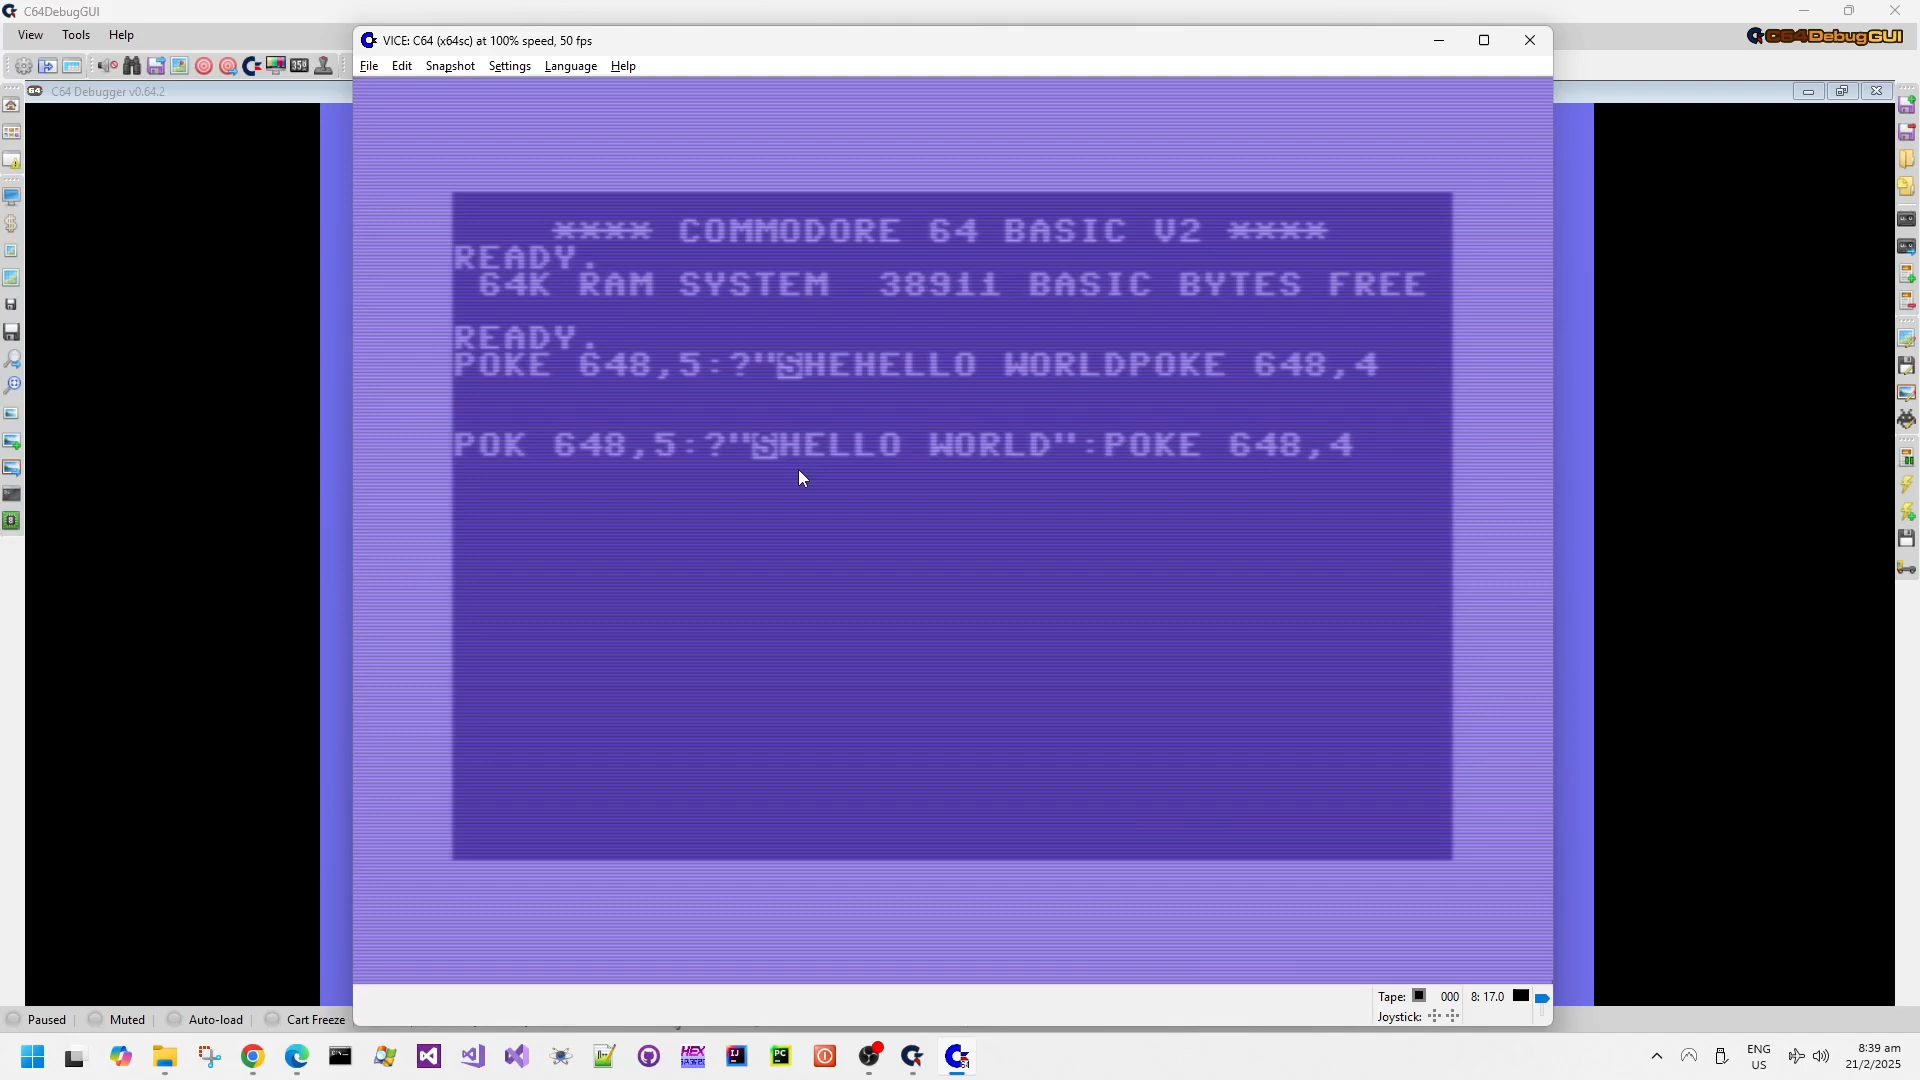 C64DebugGUI
View Tools Help
C64DebugGUI
C64 Debugger v0.64.2
VICE: C64 (x64sc) at 100% speed, 50 fps
File Edit Snapshot Settings Language Help
**** COMMODORE 64 BASIC V2 ****
READY.
64K RAM SYSTEM  38911 BASIC BYTES FREE
READY.
POKE 648,5:?"SHEHELLO WORLDPOKE 648,4
POK 648,5:?"SHELLO WORLD":POKE 648,4
Tape: 000 8: 17.0
Joystick:
Paused Muted Auto-load Cart Freeze
ENG
US
8:39 am
21/2/2025